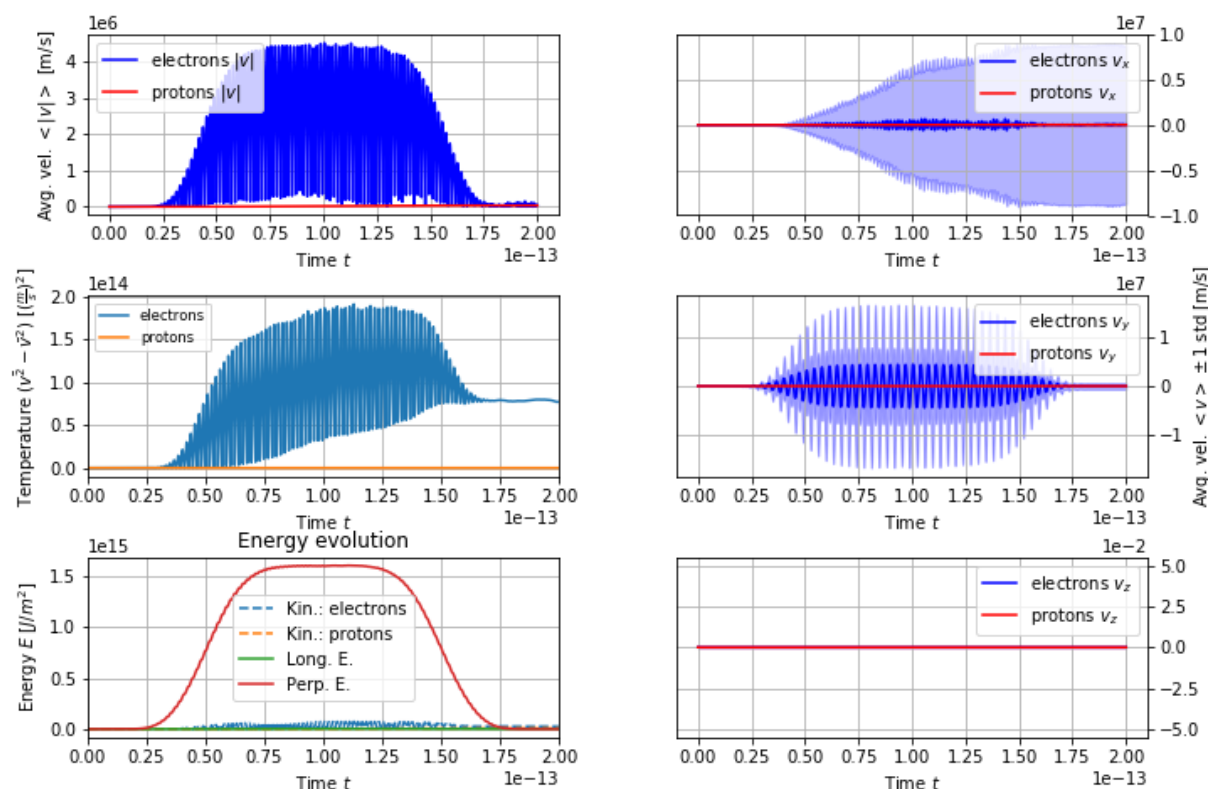 1e6
Avg. vel. < |v| > [m/s]
4
3
2
1
0
electrons |v|
protons |v|
0.00 0.25 0.50 0.75 1.00 1.25 1.50 1.75 2.00
Time t
1e−13
1e7
1.0
0.5
0.0
−0.5
−1.0
electrons v_x
protons v_x
0.00 0.25 0.50 0.75 1.00 1.25 1.50 1.75 2.00
Time t
1e−13
1e14
Temperature (v̄² − v̄²) [(m/s)²]
2.0
1.5
1.0
0.5
0.0
electrons
protons
0.00 0.25 0.50 0.75 1.00 1.25 1.50 1.75 2.00
Time t
1e−13
1e7
1
0
−1
Avg. vel. < v > ±1 std [m/s]
electrons v_y
protons v_y
0.00 0.25 0.50 0.75 1.00 1.25 1.50 1.75 2.00
Time t
1e−13
1e15
Energy evolution
Energy E [J/m²]
1.5
1.0
0.5
0.0
Kin.: electrons
Kin.: protons
Long. E.
Perp. E.
0.00 0.25 0.50 0.75 1.00 1.25 1.50 1.75 2.00
Time t
1e−13
1e−2
5.0
2.5
0.0
−2.5
−5.0
electrons v_z
protons v_z
0.00 0.25 0.50 0.75 1.00 1.25 1.50 1.75 2.00
Time t
1e−13